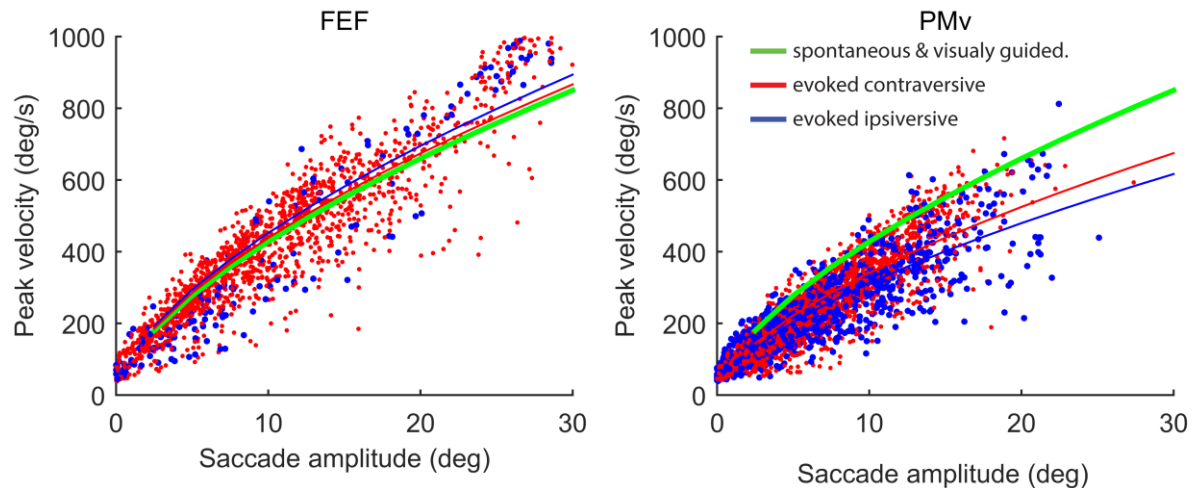 FEF
PMv
1000
800
600
400
200
0
Peak velocity (deg/s)
0
10
20
30
Saccade amplitude (deg)
1000
800
600
400
200
0
Peak velocity (deg/s)
spontaneous & visualy guided.
evoked contraversive
evoked ipsiversive
0
10
20
30
Saccade amplitude (deg)